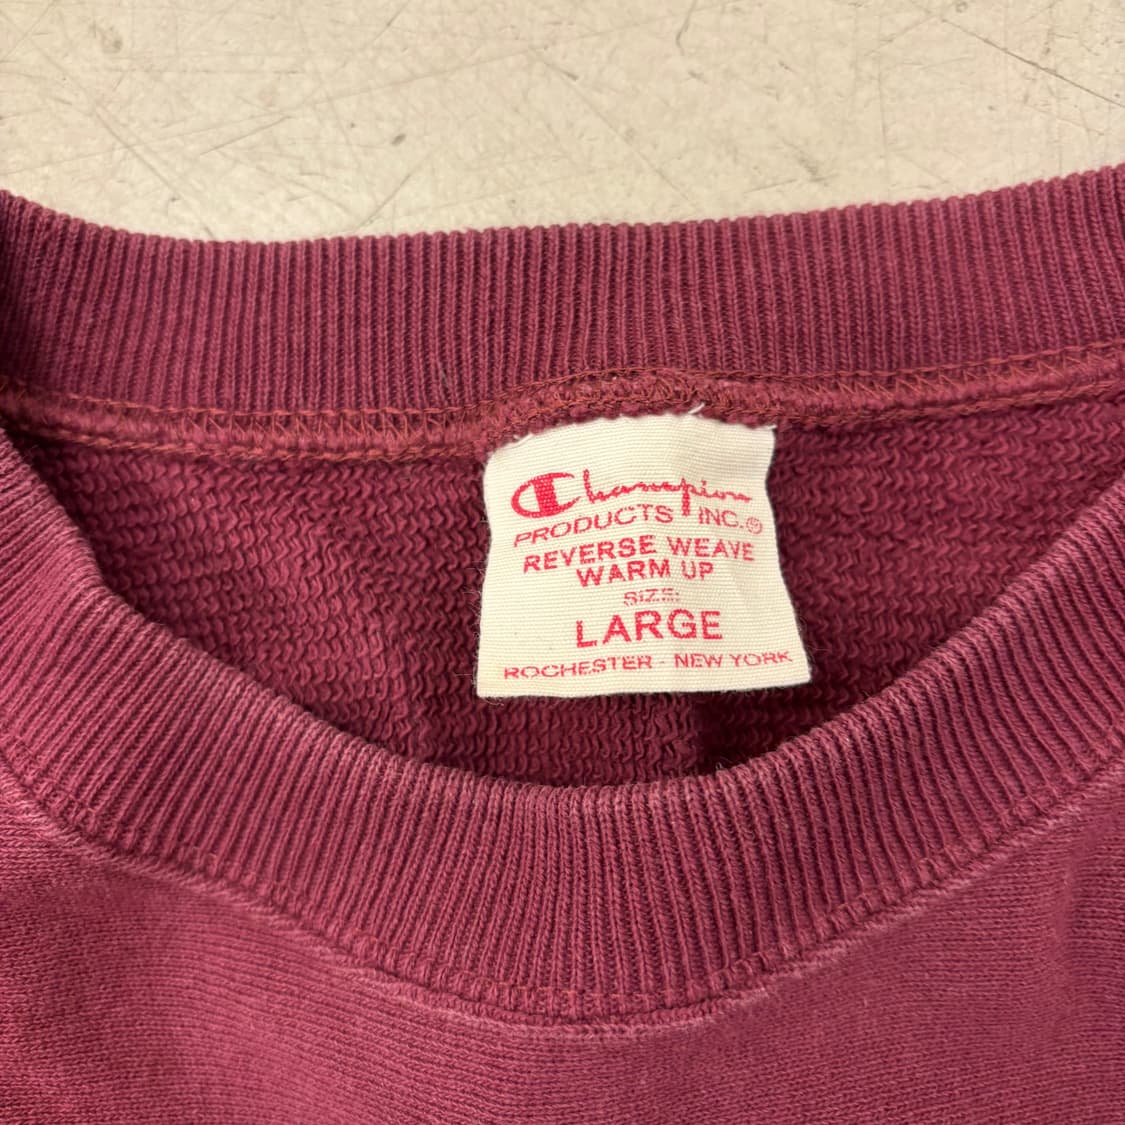 Champion
PRODUCTS INC.®
REVERSE WEAVE
WARM UP
SIZE:
LARGE
ROCHESTER - NEW YORK